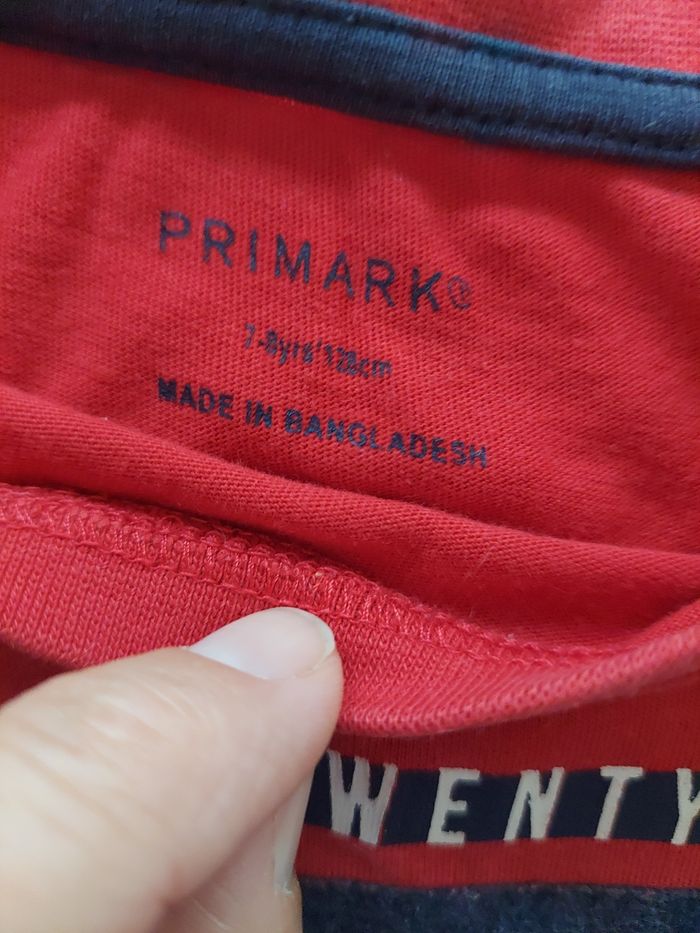 PRIMARK®
7-8yrs/128cm
MADE IN BANGLADESH
WENTY